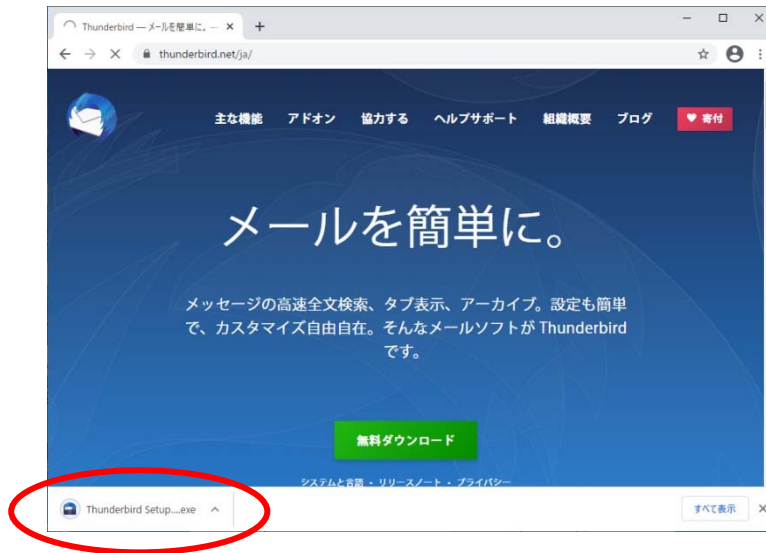 Thunderbird — メールを簡単に。 —
thunderbird.net/ja/
主な機能 アドオン 協力する ヘルプサポート 組織概要 ブログ ♥ 寄付
メールを簡単に。
メッセージの高速全文検索、タブ表示、アーカイブ。設定も簡単
で、カスタマイズ自由自在。そんなメールソフトが Thunderbird
です。
無料ダウンロード
システムと言語 • リリースノート • プライバシー
Thunderbird Setup....exe
すべて表示